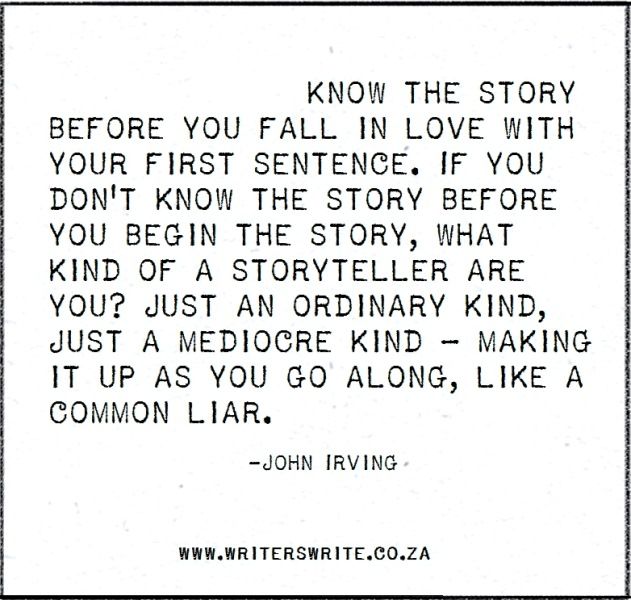 KNOW THE STORY
BEFORE YOU FALL IN LOVE WITH
YOUR FIRST SENTENCE. IF YOU
DON'T KNOW THE STORY BEFORE
YOU BEGIN THE STORY, WHAT
KIND OF A STORYTELLER ARE
YOU? JUST AN ORDINARY KIND,
JUST A MEDIOCRE KIND – MAKING
IT UP AS YOU GO ALONG, LIKE A
COMMON LIAR.
-JOHN IRVING
WWW.WRITERSWRITE.CO.ZA